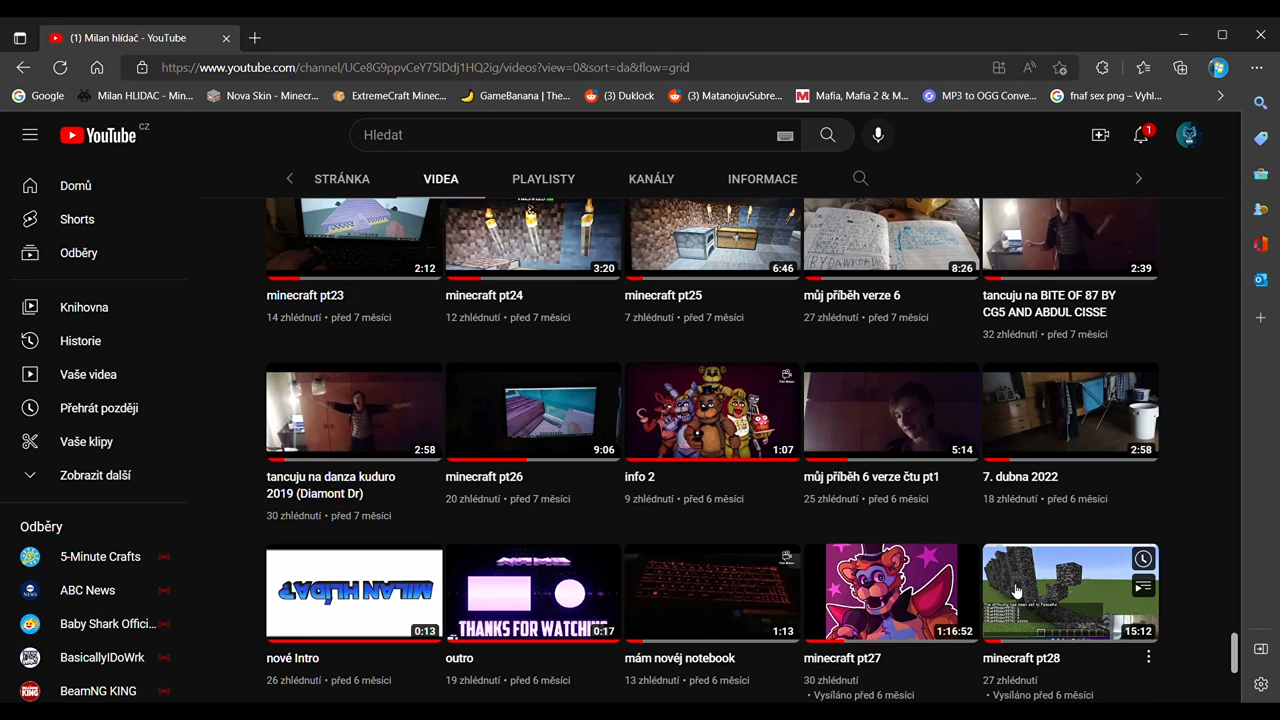 (1) Milan hlídač - YouTube
https://www.youtube.com/channel/UCe8G9ppvCeY75lDdj1HQ2ig/videos?view=0&sort=da&flow=grid
Google Milan HLIDAC - Min... Nova Skin - Minecr... ExtremeCraft Minec... GameBanana | The... (3) Duklock (3) MatanojuvSubre... Mafia, Mafia 2 & M... MP3 to OGG Conve... fnaf sex png – Vyhl...
YouTube CZ
Hledat
1
STRÁNKA VIDEA PLAYLISTY KANÁLY INFORMACE
Domů
Shorts
Odběry
Knihovna
Historie
Vaše videa
Přehrát později
Vaše klipy
Zobrazit další
Odběry
5-Minute Crafts
ABC News
Baby Shark Offici...
BasicallyIDoWrk
BeamNG KING
2:12 3:20 6:46 8:26 2:39
minecraft pt23 minecraft pt24 minecraft pt25 můj příběh verze 6 tancuju na BITE OF 87 BY
CG5 AND ABDUL CISSE
14 zhlédnutí • před 7 měsíci 12 zhlédnutí • před 7 měsíci 7 zhlédnutí • před 7 měsíci 27 zhlédnutí • před 7 měsíci
32 zhlédnutí • před 7 měsíci
2:58 9:06 1:07 5:14 2:58
tancuju na danza kuduro minecraft pt26 info 2 můj příběh 6 verze čtu pt1 7. dubna 2022
2019 (Diamont Dr)
20 zhlédnutí • před 7 měsíci 9 zhlédnutí • před 6 měsíci 25 zhlédnutí • před 6 měsíci 18 zhlédnutí • před 6 měsíci
30 zhlédnutí • před 7 měsíci
MILAN HLÍDAČ
THANKS FOR WATCHING
0:13 0:17 1:13 1:16:52 15:12
nové Intro outro mám novéj notebook minecraft pt27 minecraft pt28
26 zhlédnutí • před 6 měsíci 19 zhlédnutí • před 6 měsíci 13 zhlédnutí • před 6 měsíci 30 zhlédnutí 27 zhlédnutí
• Vysíláno před 6 měsíci • Vysíláno před 6 měsíci